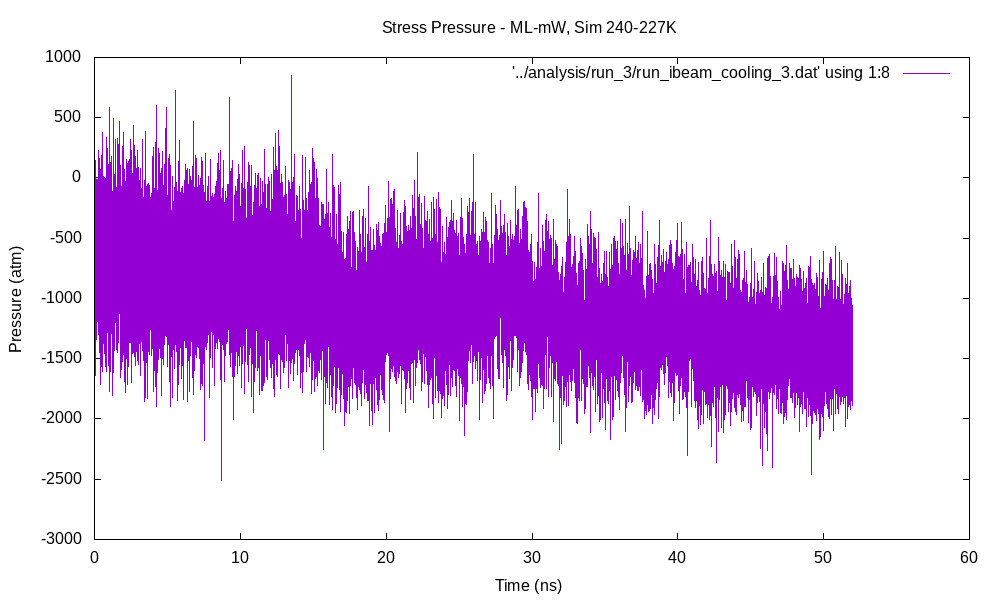 Stress Pressure - ML-mW, Sim 240-227K
'../analysis/run_3/run_ibeam_cooling_3.dat' using 1:8
1000
500
0
-500
-1000
-1500
-2000
-2500
-3000
Pressure (atm)
0 10 20 30 40 50 60
Time (ns)